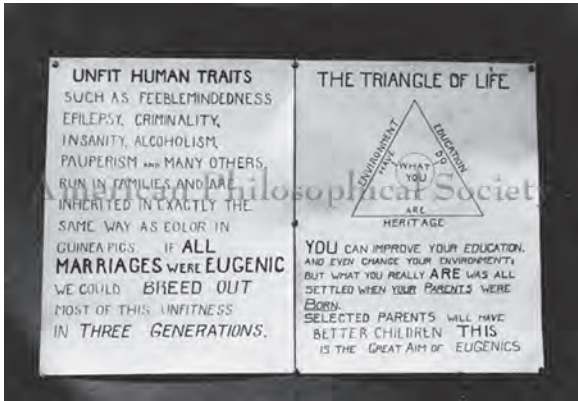 UNFIT HUMAN TRAITS
SUCH AS FEEBLEMINDEDNESS
EPILEPSY, CRIMINALITY,
INSANITY, ALCOHOLISM,
PAUPERISM AND MANY OTHERS,
RUN IN FAMILIES AND ARE
INHERITED IN EXACTLY THE
SAME WAY AS COLOR IN
GUINEA-PIGS. IF ALL
MARRIAGES WERE EUGENIC
WE COULD BREED OUT
MOST OF THIS UNFITNESS
IN THREE GENERATIONS.
THE TRIANGLE OF LIFE
ENVIRONMENT
EDUCATION
HAVE
DO
WHAT
YOU
ARE
HERITAGE
YOU CAN IMPROVE YOUR EDUCATION,
AND EVEN CHANGE YOUR ENVIRONMENT;
BUT WHAT YOU REALLY ARE WAS ALL
SETTLED WHEN YOUR PARENTS WERE
BORN.
SELECTED PARENTS WILL HAVE
BETTER CHILDREN THIS
IS THE GREAT AIM OF EUGENICS
American Philosophical Society